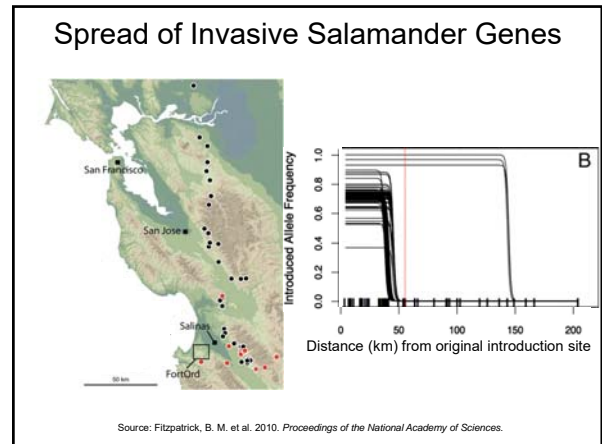 Spread of Invasive Salamander Genes
San Francisco
San Jose
Salinas
FortOrd
50 km
B
Introduced Allele Frequency
1.0
0.8
0.6
0.4
0.2
0.0
0 50 100 150 200
Distance (km) from original introduction site
Source: Fitzpatrick, B. M. et al. 2010. Proceedings of the National Academy of Sciences.